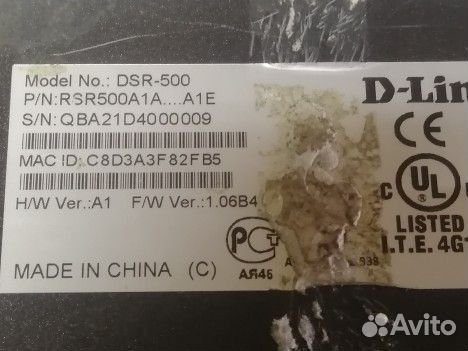 Model No.: DSR-500
P/N:RSR500A1A....A1E
S/N:QBA21D4000009
MAC ID: C8D3A3F82FB5
H/W Ver.:A1 F/W Ver.:1.06B4
D-Lin
CE
C UL
LISTED
I.T.E. 4G
РСТ
АЯ46
MADE IN CHINA (C)
Avito